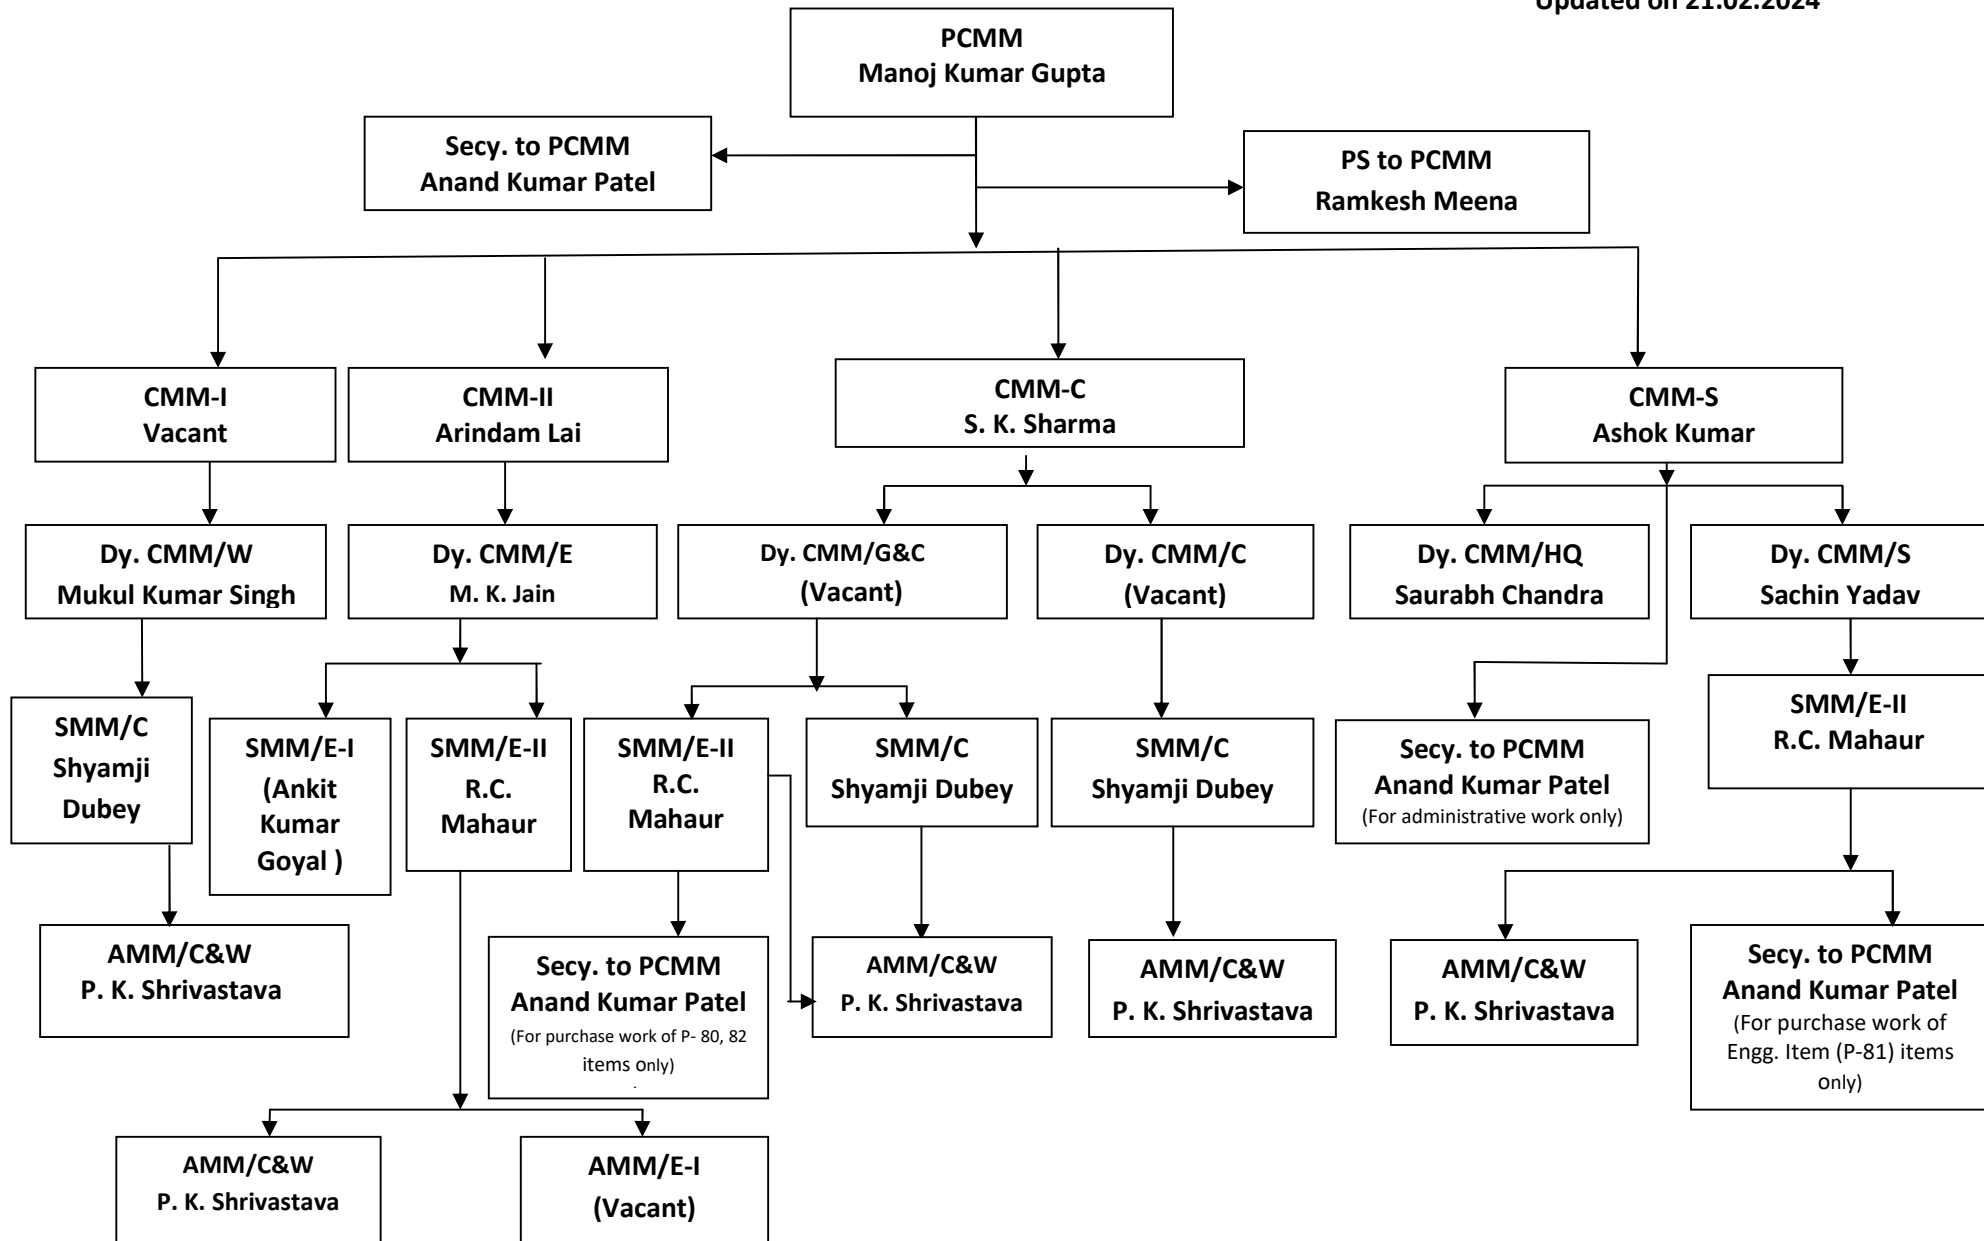 Updated on 21.02.2024
PCMM
Manoj Kumar Gupta
Secy. to PCMM
Anand Kumar Patel
PS to PCMM
Ramkesh Meena
CMM-I
Vacant
CMM-II
Arindam Lai
CMM-C
S. K. Sharma
CMM-S
Ashok Kumar
Dy. CMM/W
Mukul Kumar Singh
Dy. CMM/E
M. K. Jain
Dy. CMM/G&C
(Vacant)
Dy. CMM/C
(Vacant)
Dy. CMM/HQ
Saurabh Chandra
Dy. CMM/S
Sachin Yadav
SMM/C
Shyamji
Dubey
SMM/E-I
(Ankit
Kumar
Goyal )
SMM/E-II
R.C.
Mahaur
SMM/E-II
R.C.
Mahaur
SMM/C
Shyamji Dubey
SMM/C
Shyamji Dubey
Secy. to PCMM
Anand Kumar Patel
(For administrative work only)
SMM/E-II
R.C. Mahaur
AMM/C&W
P. K. Shrivastava
Secy. to PCMM
Anand Kumar Patel
(For purchase work of P- 80, 82
items only)
.
AMM/C&W
P. K. Shrivastava
AMM/C&W
P. K. Shrivastava
AMM/C&W
P. K. Shrivastava
Secy. to PCMM
Anand Kumar Patel
(For purchase work of
Engg. Item (P-81) items
only)
AMM/C&W
P. K. Shrivastava
AMM/E-I
(Vacant)